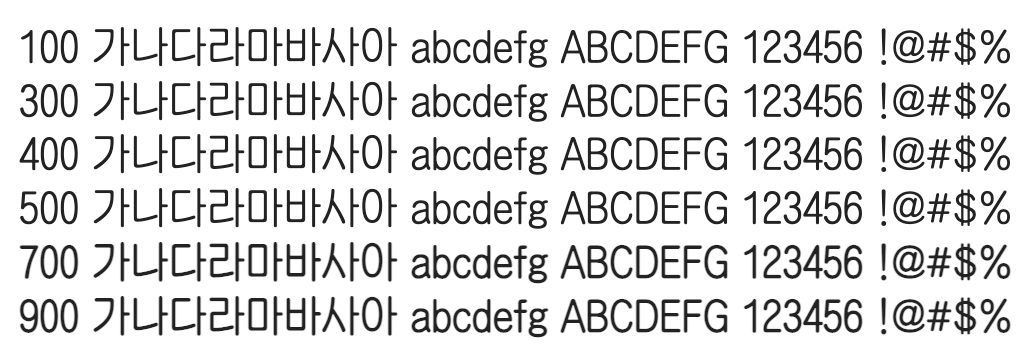 100 가나다라마바사아 abcdefg ABCDEFG 123456 !@#$%
300 가나다라마바사아 abcdefg ABCDEFG 123456 !@#$%
400 가나다라마바사아 abcdefg ABCDEFG 123456 !@#$%
500 가나다라마바사아 abcdefg ABCDEFG 123456 !@#$%
700 가나다라마바사아 abcdefg ABCDEFG 123456 !@#$%
900 가나다라마바사아 abcdefg ABCDEFG 123456 !@#$%